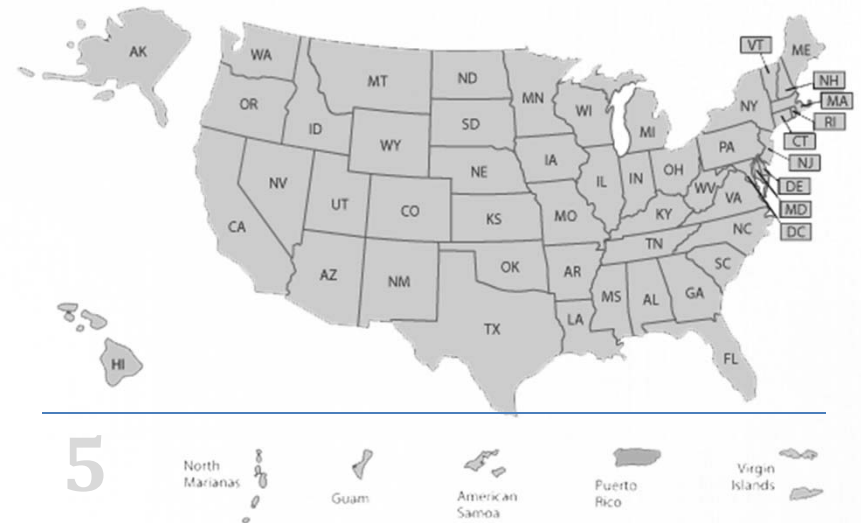 AK
WA
MT
ND
MN
VT
ME
NH
MA
RI
CT
NJ
DE
MD
DC
OR
ID
SD
WI
NY
MI
WY
PA
IA
NE
NV
UT
CO
IL
IN
OH
WV
VA
CA
KS
MO
KY
NC
TN
AZ
NM
OK
AR
SC
MS
AL
GA
TX
LA
HI
FL
5
North
Marianas
Guam
American
Samoa
Puerto
Rico
Virgin
Islands